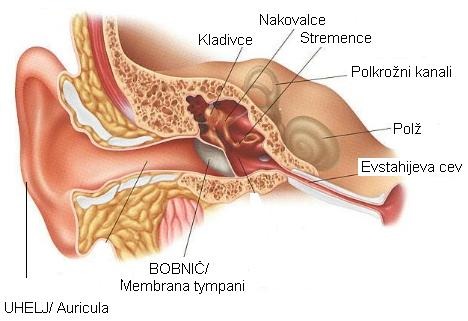 Nakovalce
Kladivce
Stremence
Polkrožni kanali
Polž
Evstahijeva cev
BOBNIČ/
Membrana tympani
UHELJ/ Auricula